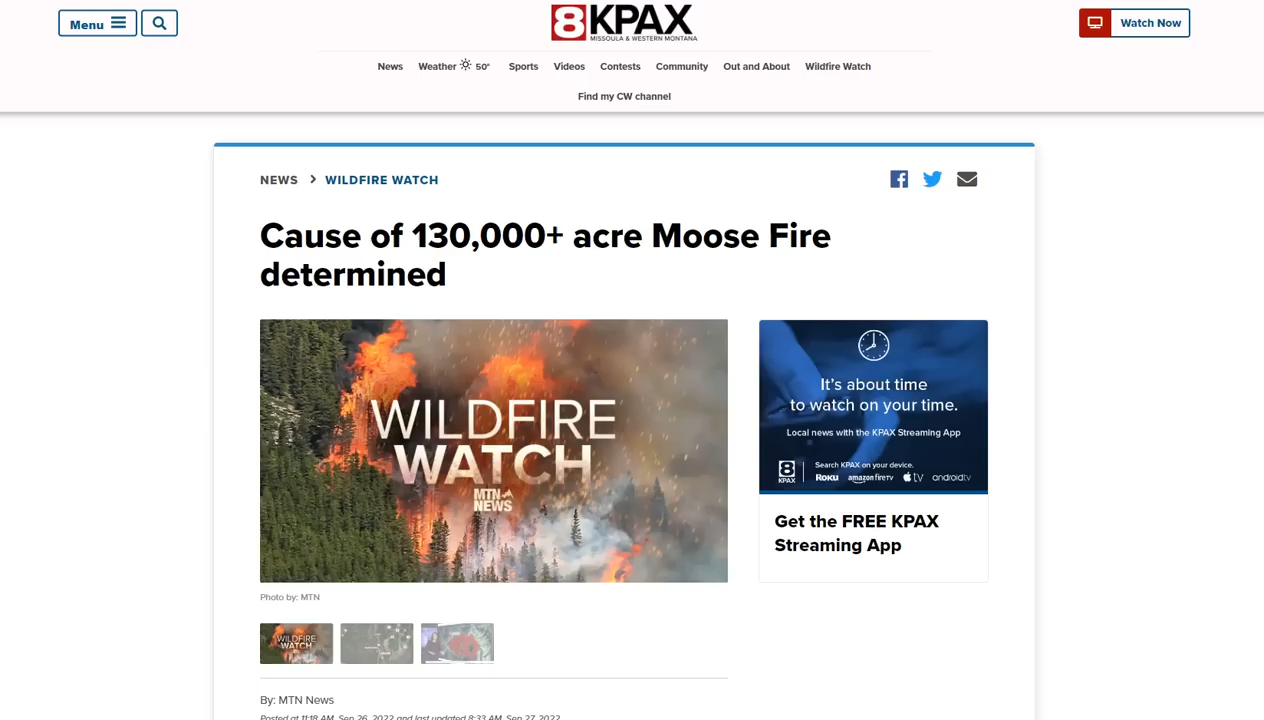 Menu
8 KPAX
MISSOULA & WESTERN MONTANA
Watch Now
News Weather 50° Sports Videos Contests Community Out and About Wildfire Watch
Find my CW channel
NEWS > WILDFIRE WATCH
Cause of 130,000+ acre Moose Fire
determined
WILDFIRE
WATCH
MTN
NEWS
It's about time
to watch on your time.
Local news with the KPAX Streaming App
8
KPAX
Search KPAX on your device.
Roku amazon fireTV tv androidtv
Get the FREE KPAX
Streaming App
Photo by: MTN
WILDFIRE
WATCH
By: MTN News
Posted at 11:18 AM, Sep 26, 2022 and last updated 8:33 AM, Sep 27, 2022